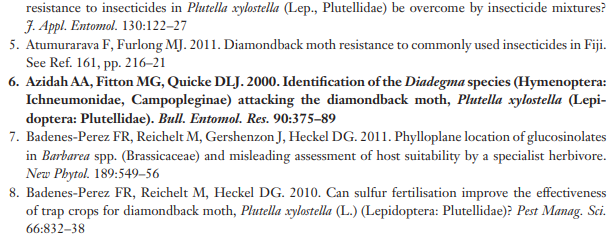 resistance to insecticides in Plutella xylostella (Lep., Plutellidae) be overcome by insecticide mixtures?
J. Appl. Entomol. 130:122–27
5. Atumurarava F, Furlong MJ. 2011. Diamondback moth resistance to commonly used insecticides in Fiji.
See Ref. 161, pp. 216–21
6. Azidah AA, Fitton MG, Quicke DLJ. 2000. Identification of the Diadegma species (Hymenoptera:
Ichneumonidae, Campopleginae) attacking the diamondback moth, Plutella xylostella (Lepi-
doptera: Plutellidae). Bull. Entomol. Res. 90:375–89
7. Badenes-Perez FR, Reichelt M, Gershenzon J, Heckel DG. 2011. Phylloplane location of glucosinolates
in Barbarea spp. (Brassicaceae) and misleading assessment of host suitability by a specialist herbivore.
New Phytol. 189:549–56
8. Badenes-Perez FR, Reichelt M, Heckel DG. 2010. Can sulfur fertilisation improve the effectiveness
of trap crops for diamondback moth, Plutella xylostella (L.) (Lepidoptera: Plutellidae)? Pest Manag. Sci.
66:832–38